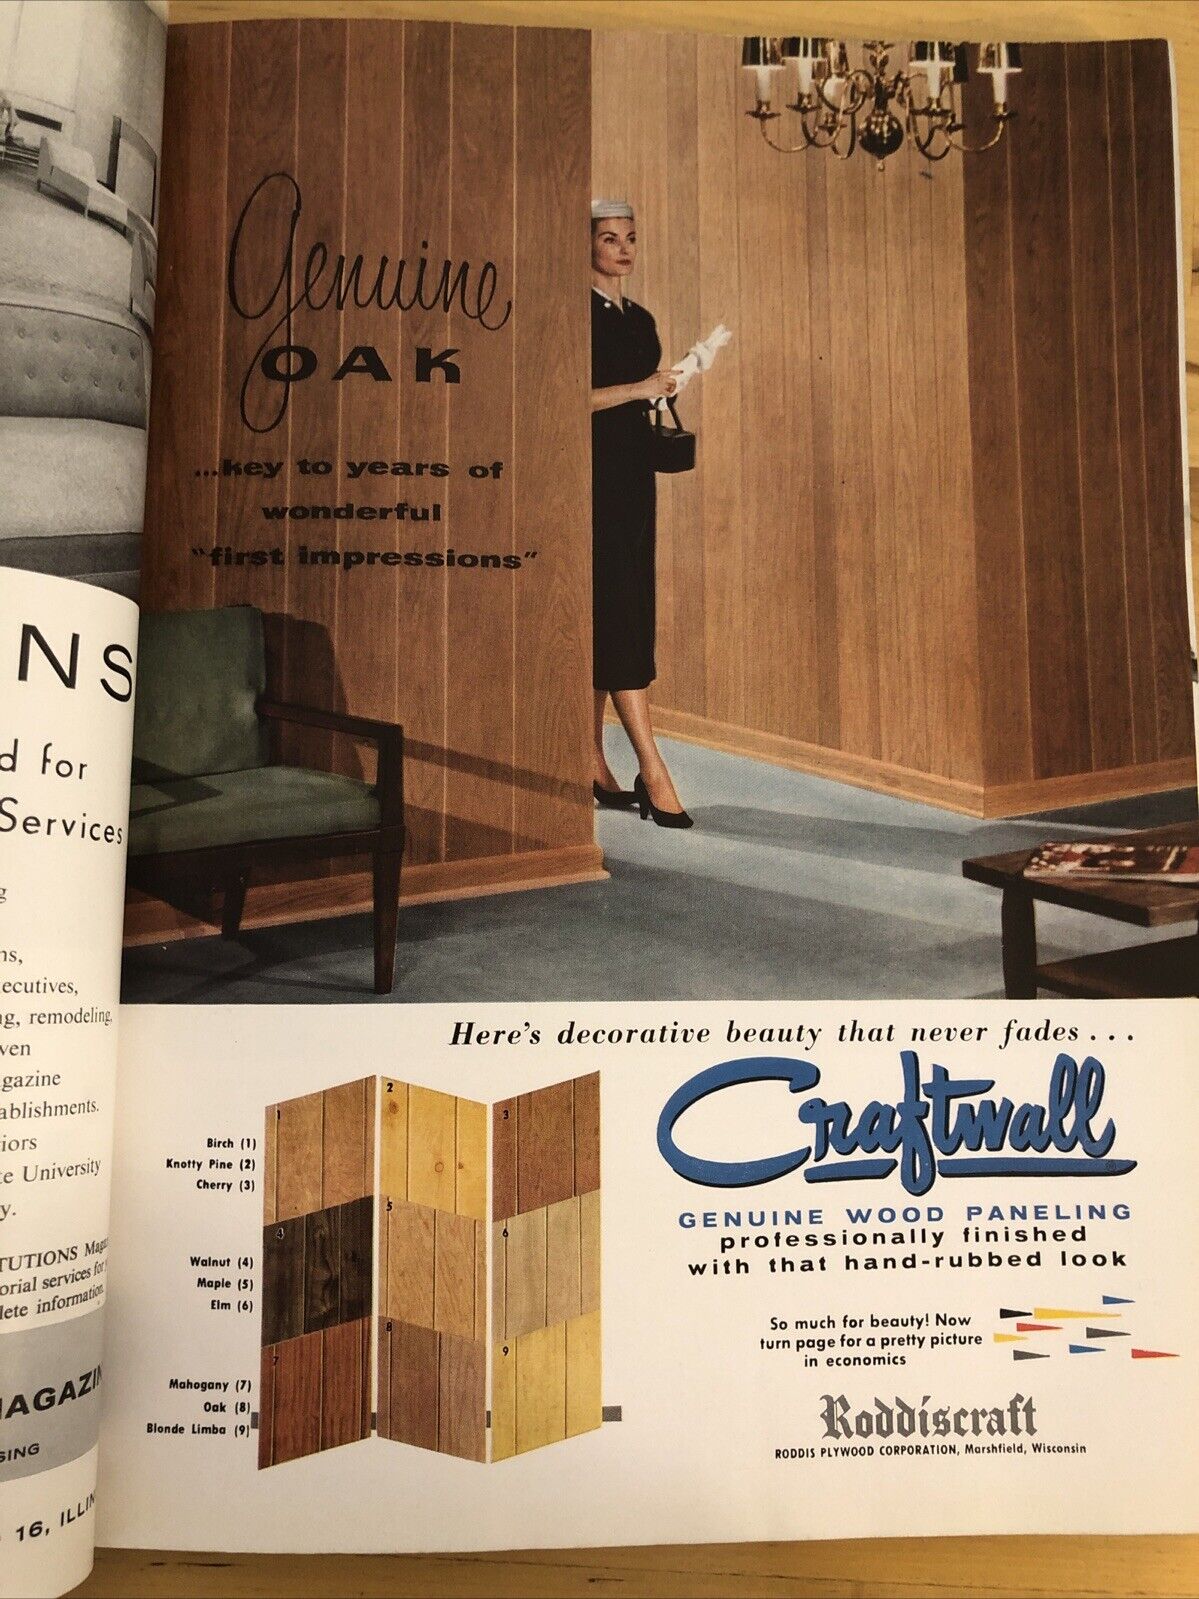 NS
d for
Services
g
ns,
ecutives,
ng, remodeling,
ven
gazine
ablishments.
iors
te University
y.
TUTIONS
orial services for
lete information.
MAGAZIN
SING
16, ILLIN
Genuine
OAK
...key to years of
wonderful
"first impressions"
Here's decorative beauty that never fades . . .
1
2
3
4
5
6
7
8
9
Birch (1)
Knotty Pine (2)
Cherry (3)
Walnut (4)
Maple (5)
Elm (6)
Mahogany (7)
Oak (8)
Blonde Limba (9)
Craftwall ®
GENUINE WOOD PANELING
professionally finished
with that hand-rubbed look
So much for beauty! Now
turn page for a pretty picture
in economics
Roddiscraft
RODDIS PLYWOOD CORPORATION, Marshfield, Wisconsin